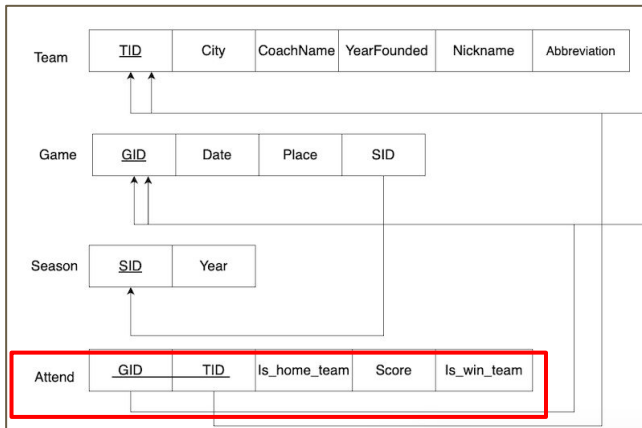 Team TID City CoachName YearFounded Nickname Abbreviation
Game GID Date Place SID
Season SID Year
Attend GID TID Is_home_team Score Is_win_team